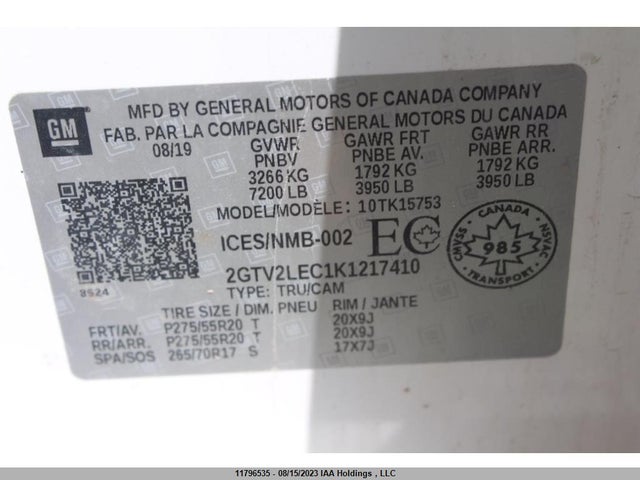 MFD BY GENERAL MOTORS OF CANADA COMPANY
FAB. PAR LA COMPAGNIE GENERAL MOTORS DU CANADA
GM
08/19 GVWR GAWR FRT GAWR RR
PNBV PNBE AV. PNBE ARR.
3266 KG 1792 KG 1792 KG
7200 LB 3950 LB 3950 LB
MODEL/MODÈLE: 10TK15753
ICES/NMB-002 EC
CANADA
CMVSS 985 NSVAC
TRANSPORT
2GTV2LEC1K1217410
8524
TYPE: TRU/CAM
TIRE SIZE / DIM. PNEU RIM / JANTE
FRT/AV. P275/55R20 T 20X9J
RR/ARR. P275/55R20 T 20X9J
SPA/SOS 265/70R17 S 17X7J
11796535 - 08/15/2023 IAA Holdings , LLC